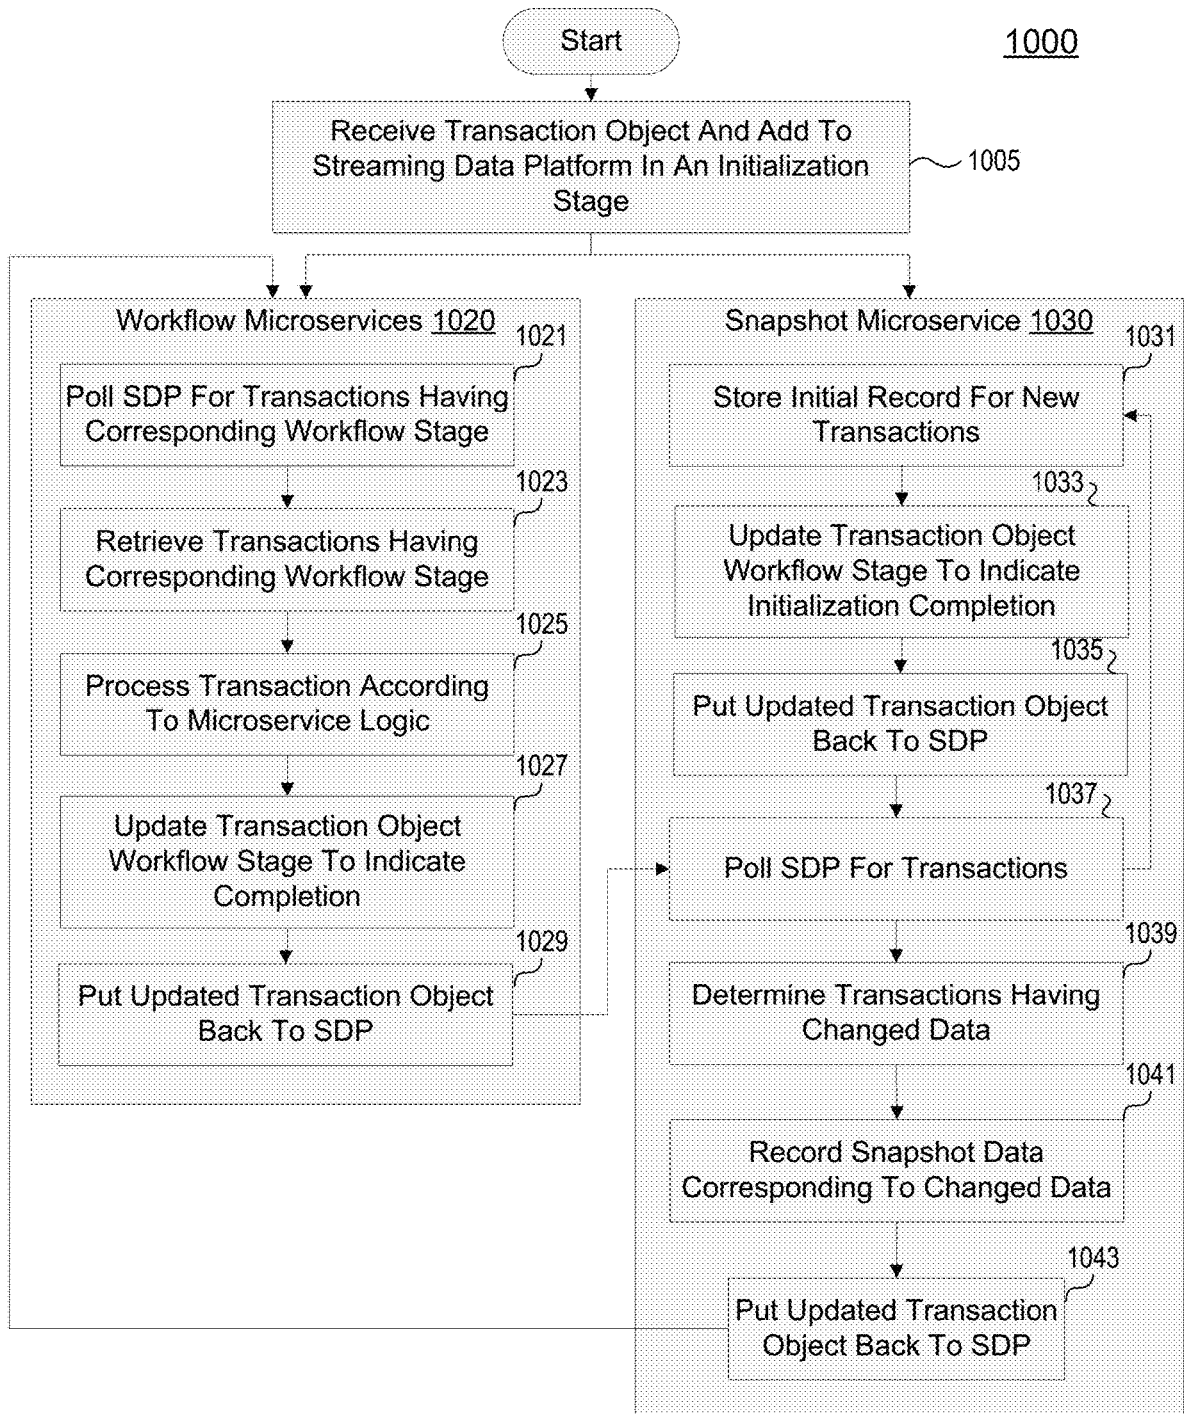 Start
1000
Receive Transaction Object And Add To
Streaming Data Platform In An Initialization
Stage
1005
Workflow Microservices 1020
1021
Poll SDP For Transactions Having
Corresponding Workflow Stage
1023
Retrieve Transactions Having
Corresponding Workflow Stage
1025
Process Transaction According
To Microservice Logic
1027
Update Transaction Object
Workflow Stage To Indicate
Completion
1029
Put Updated Transaction Object
Back To SDP
Snapshot Microservice 1030
1031
Store Initial Record For New
Transactions
1033
Update Transaction Object
Workflow Stage To Indicate
Initialization Completion
1035
Put Updated Transaction Object
Back To SDP
1037
Poll SDP For Transactions
1039
Determine Transactions Having
Changed Data
1041
Record Snapshot Data
Corresponding To Changed Data
1043
Put Updated Transaction
Object Back To SDP